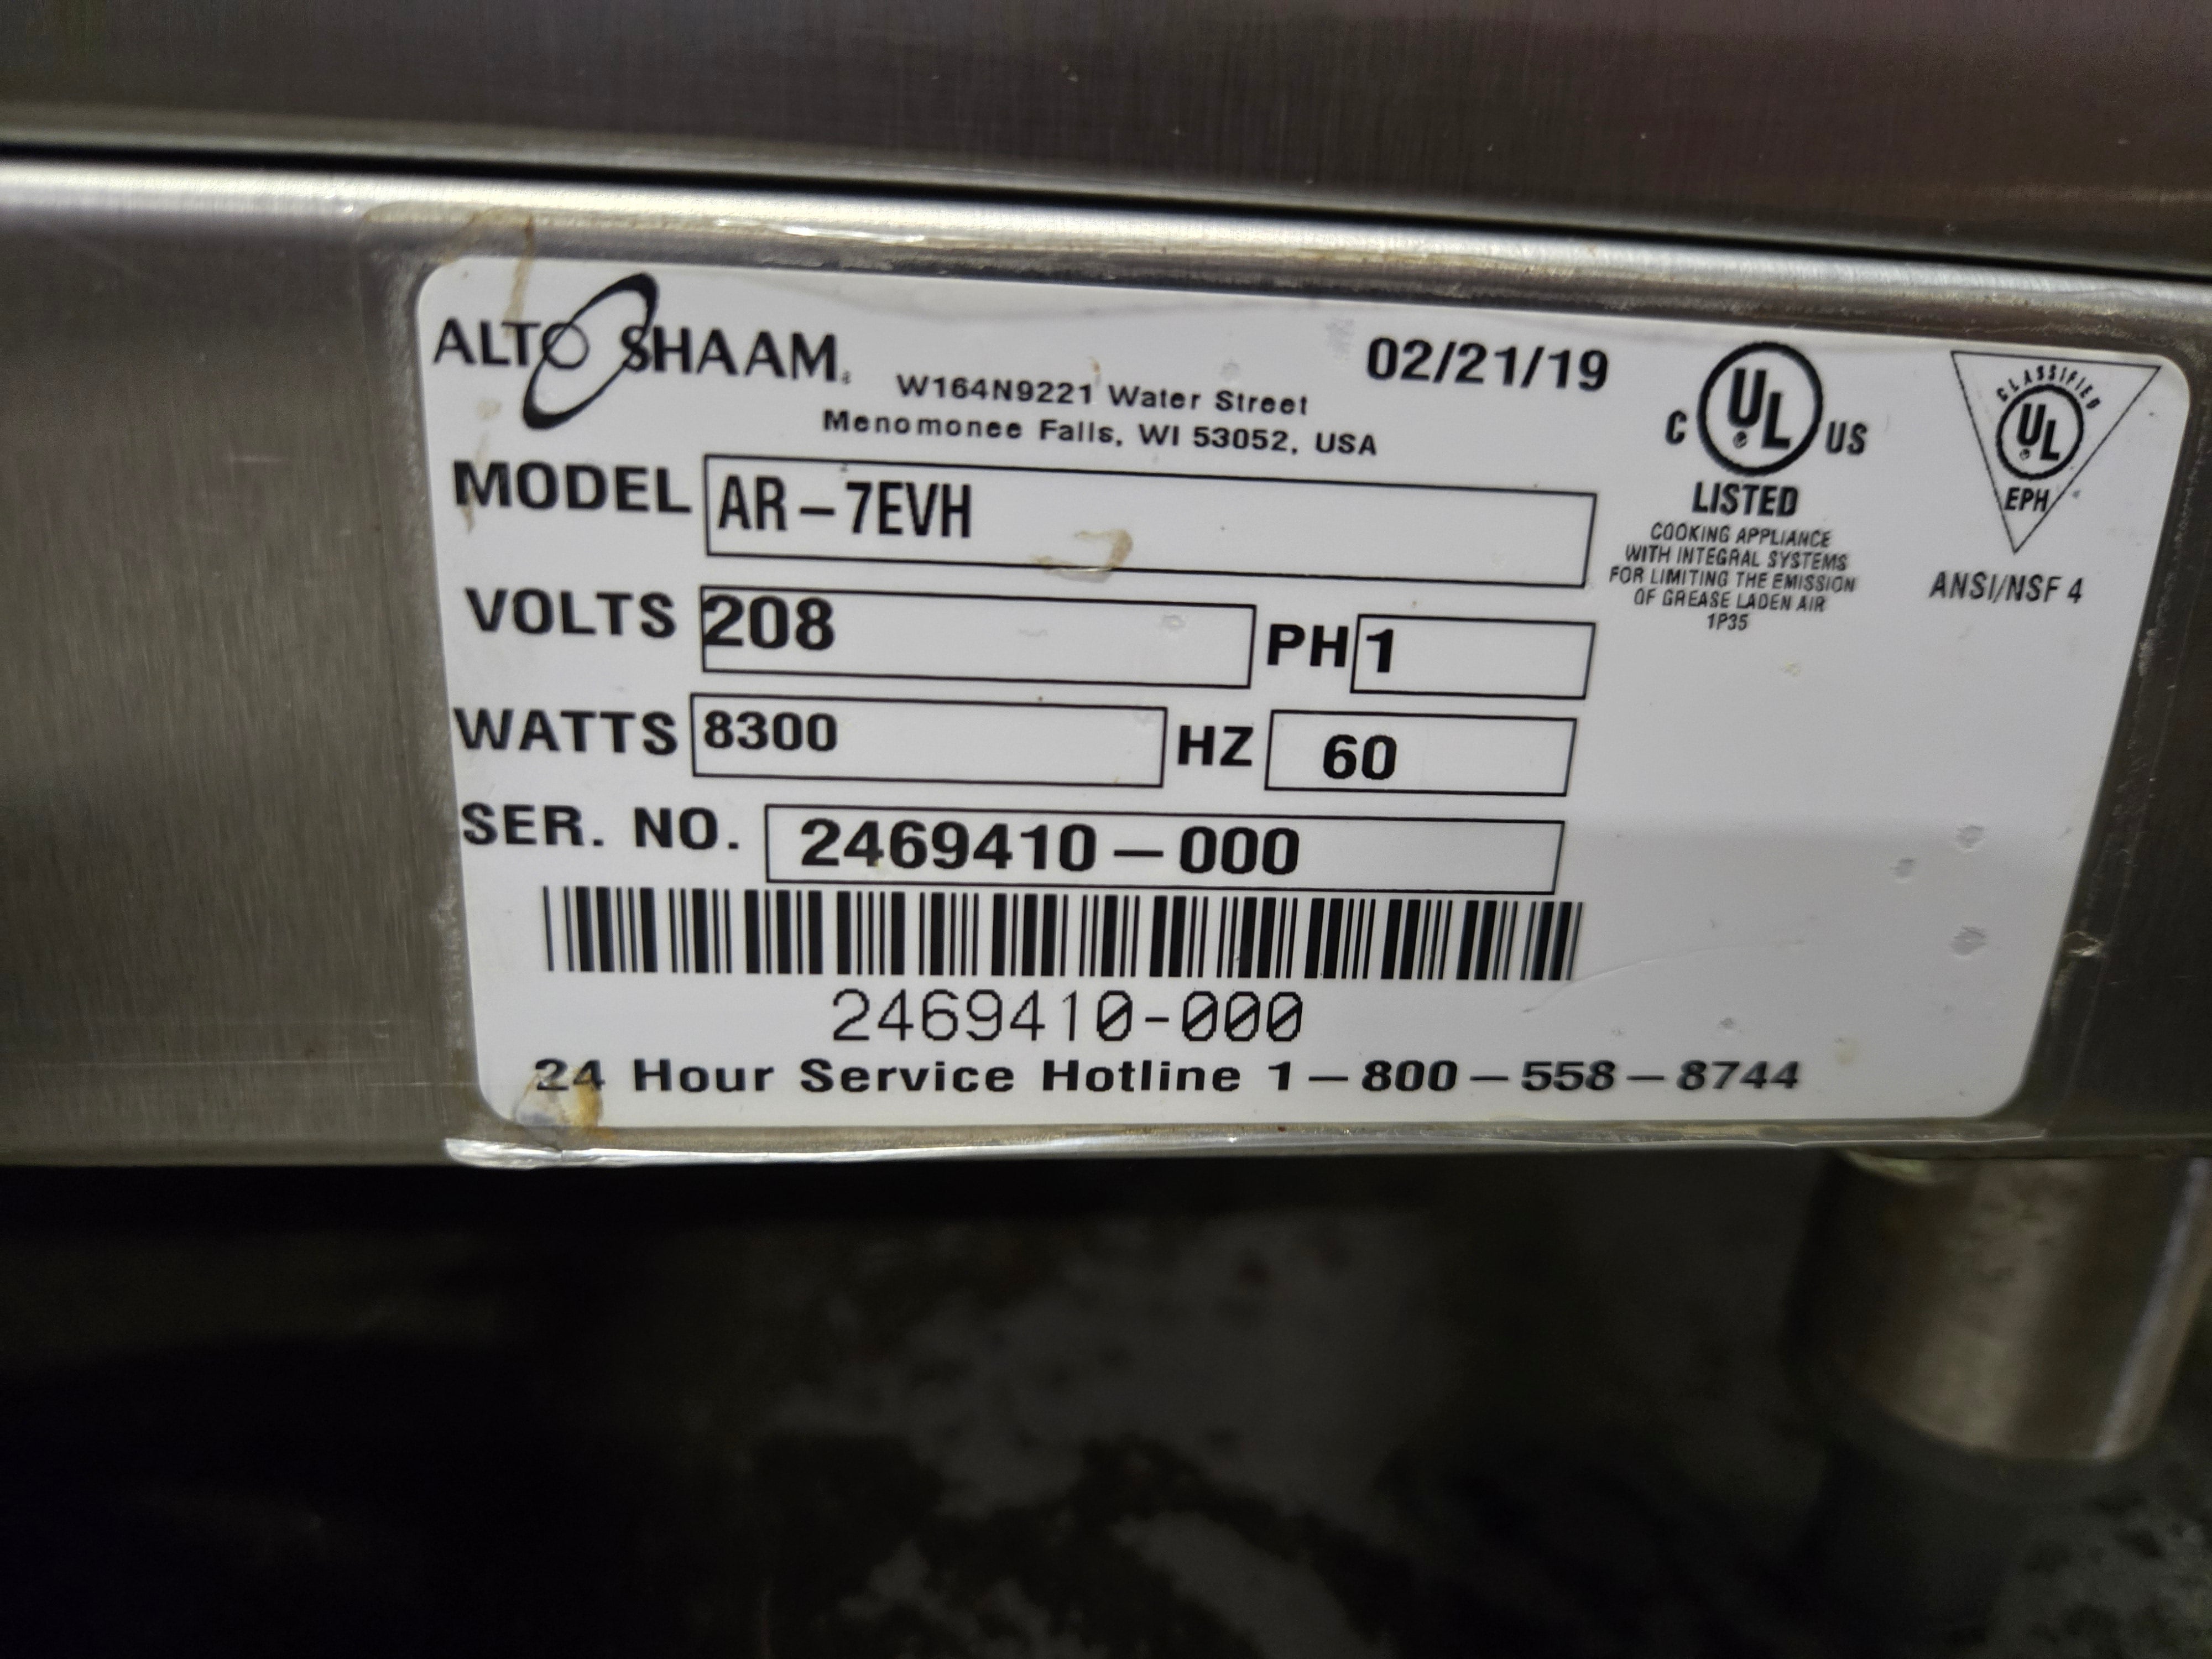 ALTO SHAAM®
W164N9221 Water Street
Menomonee Falls, WI 53052, USA
02/21/19
C UL® US
LISTED
COOKING APPLIANCE
WITH INTEGRAL SYSTEMS
FOR LIMITING THE EMISSION
OF GREASE LADEN AIR
1P35
CLASSIFIED
UL®
EPH
ANSI/NSF 4
MODEL AR-7EVH
VOLTS 208 PH 1
WATTS 8300 HZ 60
SER. NO. 2469410-000
2469410-000
24 Hour Service Hotline 1-800-558-8744